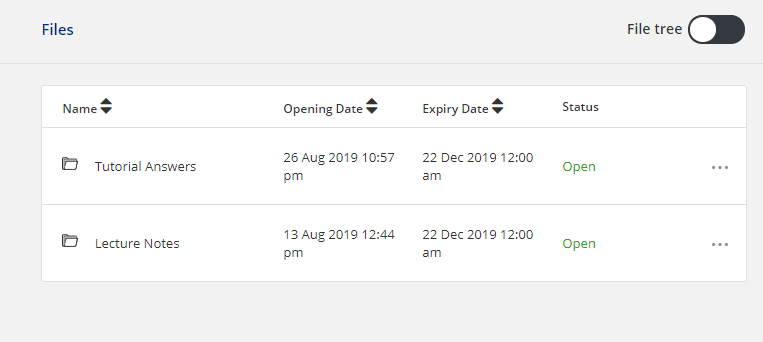 Files
File tree
Name Opening Date Expiry Date Status
Tutorial Answers 26 Aug 2019 10:57 pm 22 Dec 2019 12:00 am Open
Lecture Notes 13 Aug 2019 12:44 pm 22 Dec 2019 12:00 am Open